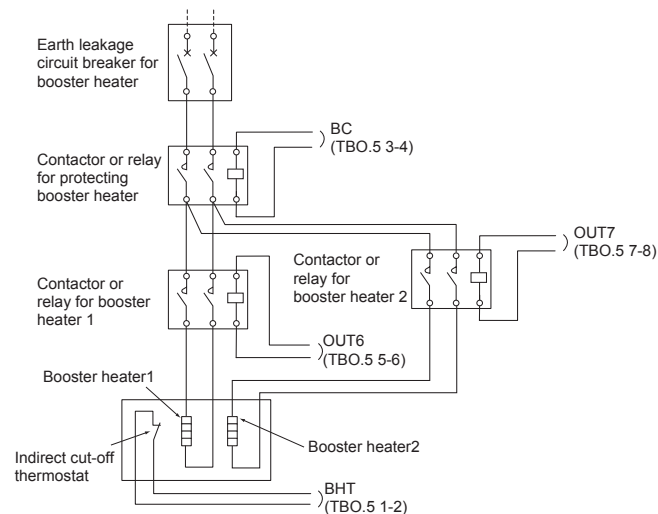 Earth leakage
circuit breaker for
booster heater
BC
(TBO.5 3-4)
Contactor or relay
for protecting
booster heater
OUT7
(TBO.5 7-8)
Contactor or
relay for
booster heater 2
Contactor or
relay for booster
heater 1
OUT6
(TBO.5 5-6)
Booster heater1
Booster heater2
Indirect cut-off
thermostat
BHT
(TBO.5 1-2)